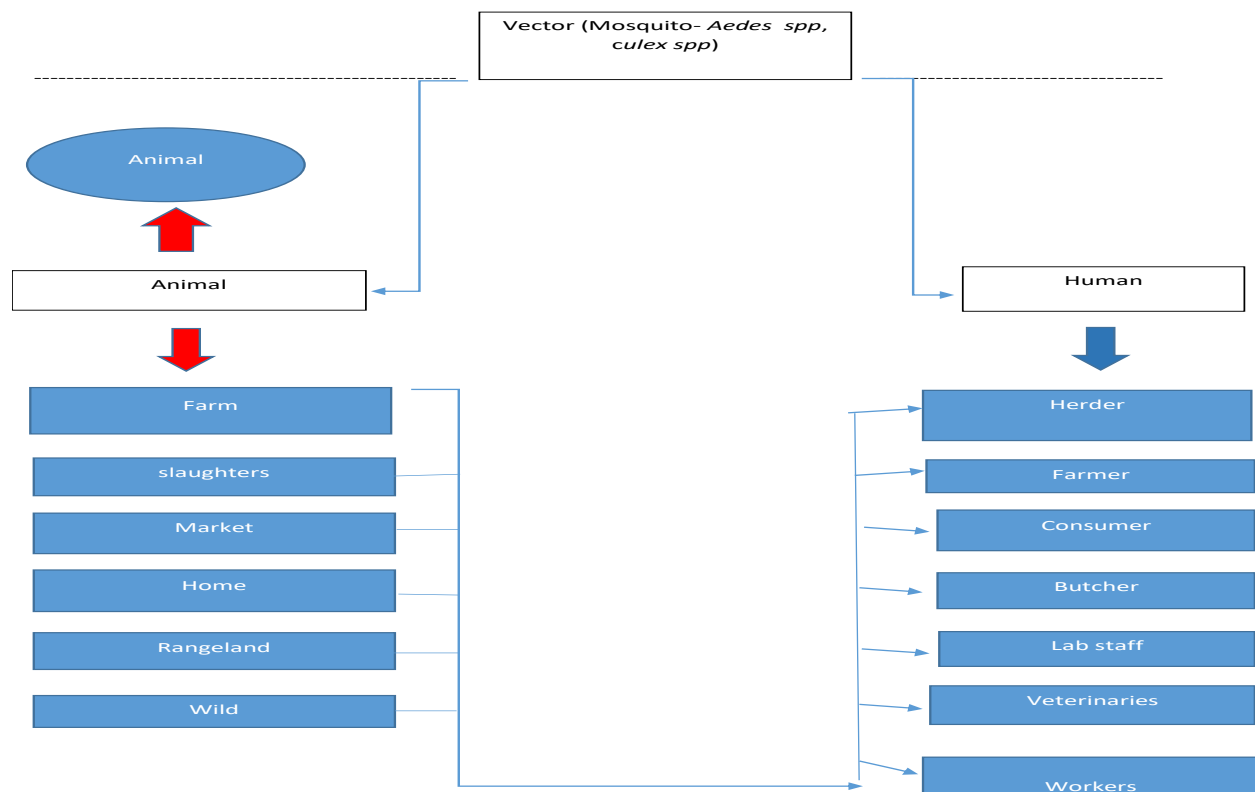 Vector (Mosquito- Aedes spp,
culex spp)
Animal
Animal
Human
Farm
slaughters
Market
Home
Rangeland
Wild
Herder
Farmer
Consumer
Butcher
Lab staff
Veterinaries
Workers